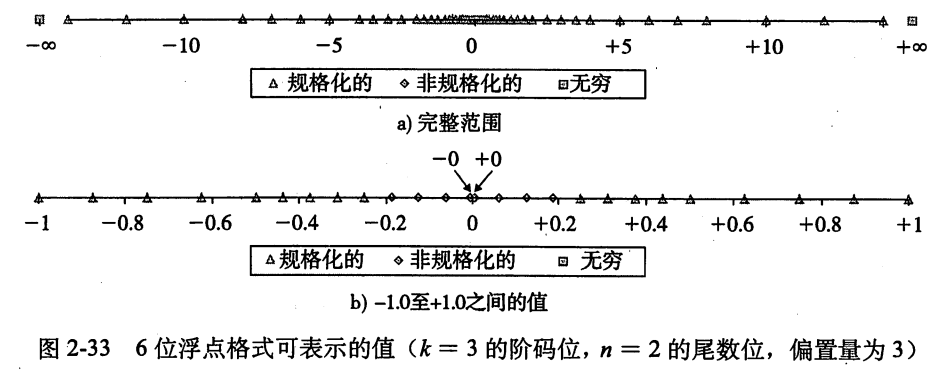 −∞ −10 −5 0 +5 +10 +∞
△ 规格化的 ◇ 非规格化的 □无穷
a) 完整范围
−0 +0
−1 −0.8 −0.6 −0.4 −0.2 0 +0.2 +0.4 +0.6 +0.8 +1
△ 规格化的 ◇ 非规格化的 □ 无穷
b) −1.0至+1.0之间的值
图 2-33 6 位浮点格式可表示的值（k = 3 的阶码位，n = 2 的尾数位，偏置量为 3）